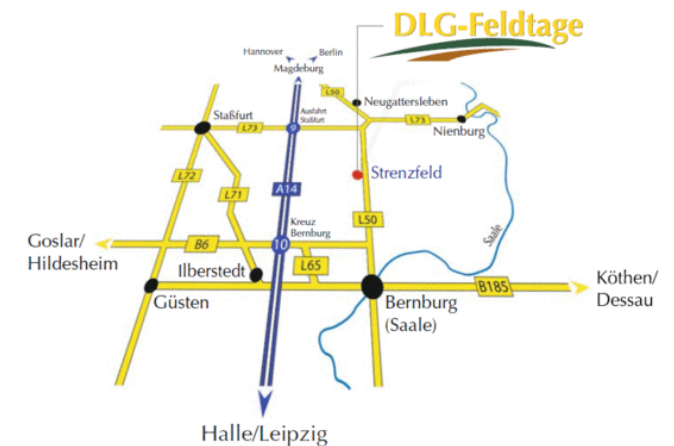 DLG-Feldtage
Hannover
Berlin
Magdeburg
L50
Neugattersleben
Staßfurt
L73
Ausfahrt
Staßfurt
9
L73
Nienburg
L72
L71
A14
Strenzfeld
L50
Kreuz
Bernburg
Saale
Goslar/
Hildesheim
B6
10
Ilberstedt
L65
B185
Köthen/
Dessau
Güsten
Bernburg
(Saale)
Halle/Leipzig